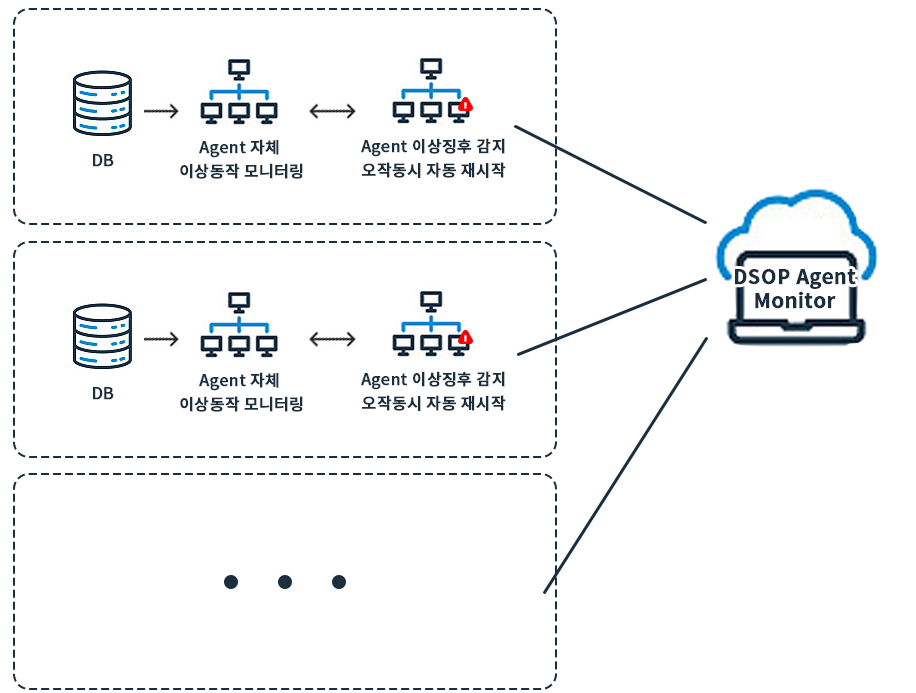 DB
Agent 자체
이상동작 모니터링
Agent 이상징후 감지
오작동시 자동 재시작
DB
Agent 자체
이상동작 모니터링
Agent 이상징후 감지
오작동시 자동 재시작
DSOP Agent
Monitor